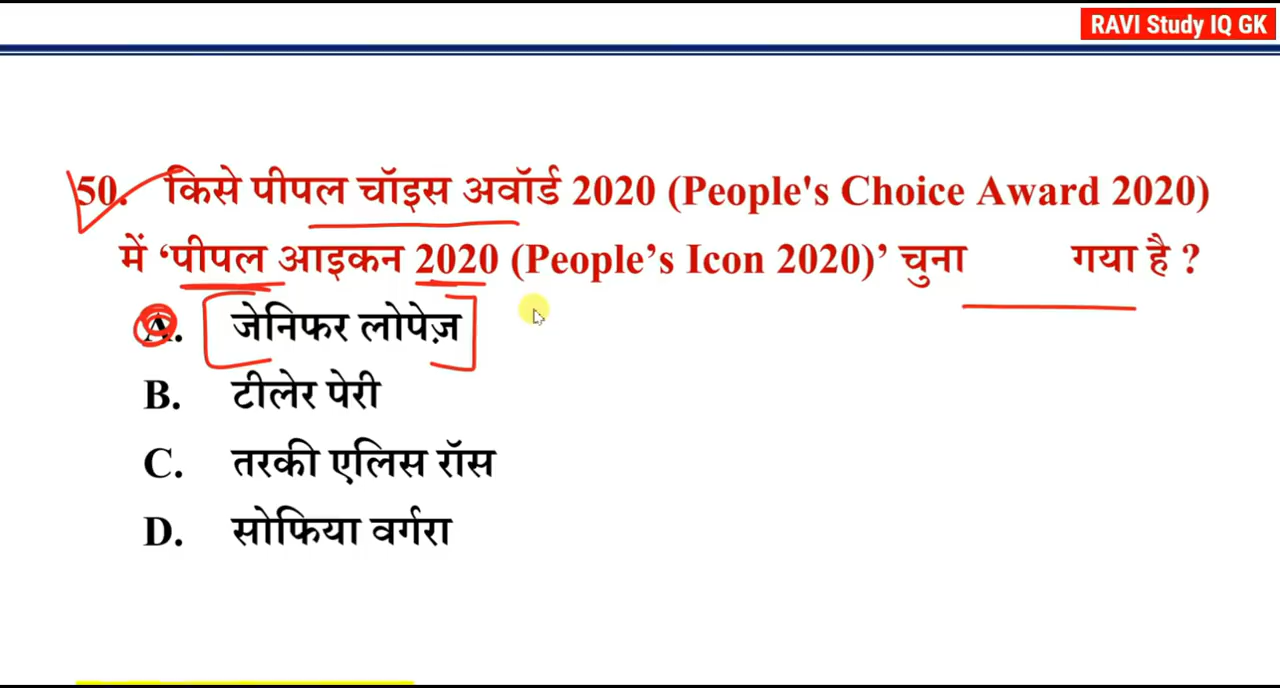 RAVI Study IQ GK
50. किसे पीपल चॉइस अवॉर्ड 2020 (People's Choice Award 2020)
में ‘पीपल आइकन 2020 (People’s Icon 2020)’ चुना गया है ?
A. जेनिफर लोपेज़
B. टीलेर पेरी
C. तरकी एलिस रॉस
D. सोफिया वर्गरा